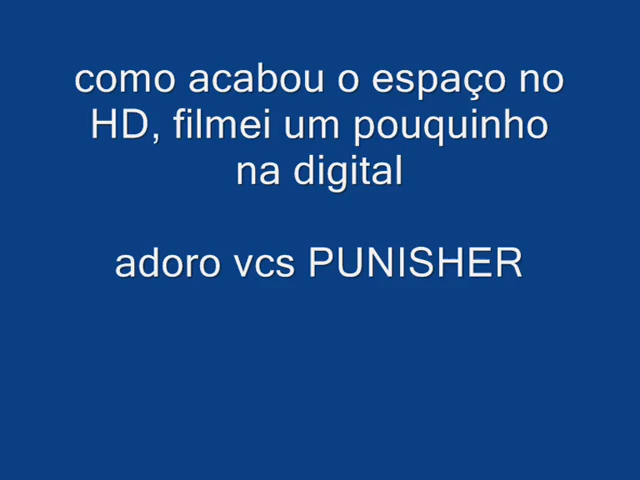 como acabou o espaço no
HD, filmei um pouquinho
na digital
adoro vcs PUNISHER